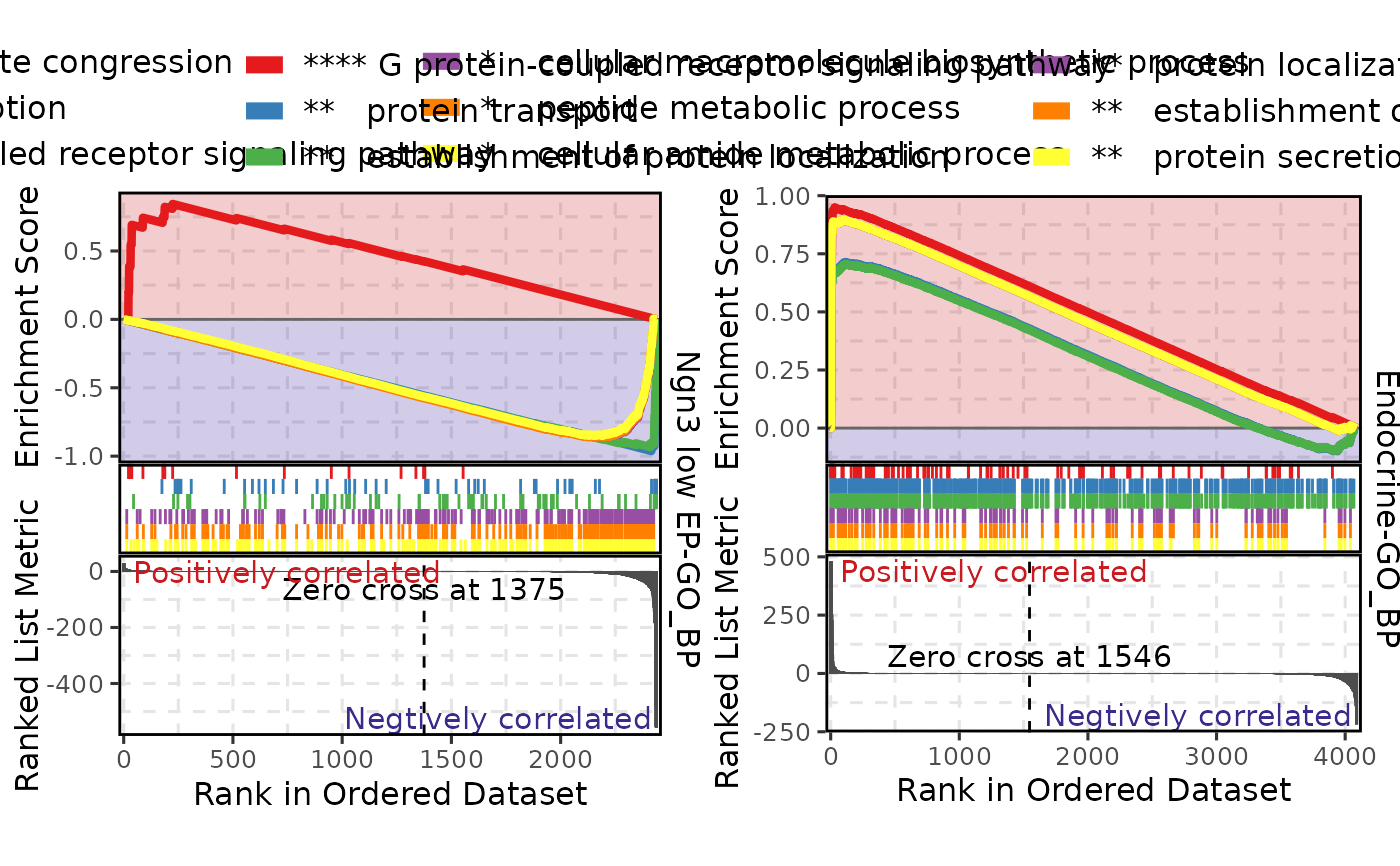 te congression **** G protein-coupled receptor signaling pathway * cellular macromolecule biosynthetic process ** protein localizat
otion ** protein transport * peptide metabolic process ** establishment o
led receptor signaling pathway ** establishment of protein localization * cellular amide metabolic process ** protein secretio
Enrichment Score
0.5
0.0
-0.5
-1.0
Ranked List Metric
0
-200
-400
Positively correlated
Zero cross at 1375
Negtively correlated
0 500 1000 1500 2000
Rank in Ordered Dataset
Ngn3 low EP-GO_BP
Enrichment Score
1.00
0.75
0.50
0.25
0.00
Ranked List Metric
500
250
0
-250
Positively correlated
Zero cross at 1546
Negtively correlated
0 1000 2000 3000 4000
Rank in Ordered Dataset
Endocrine-GO_BP